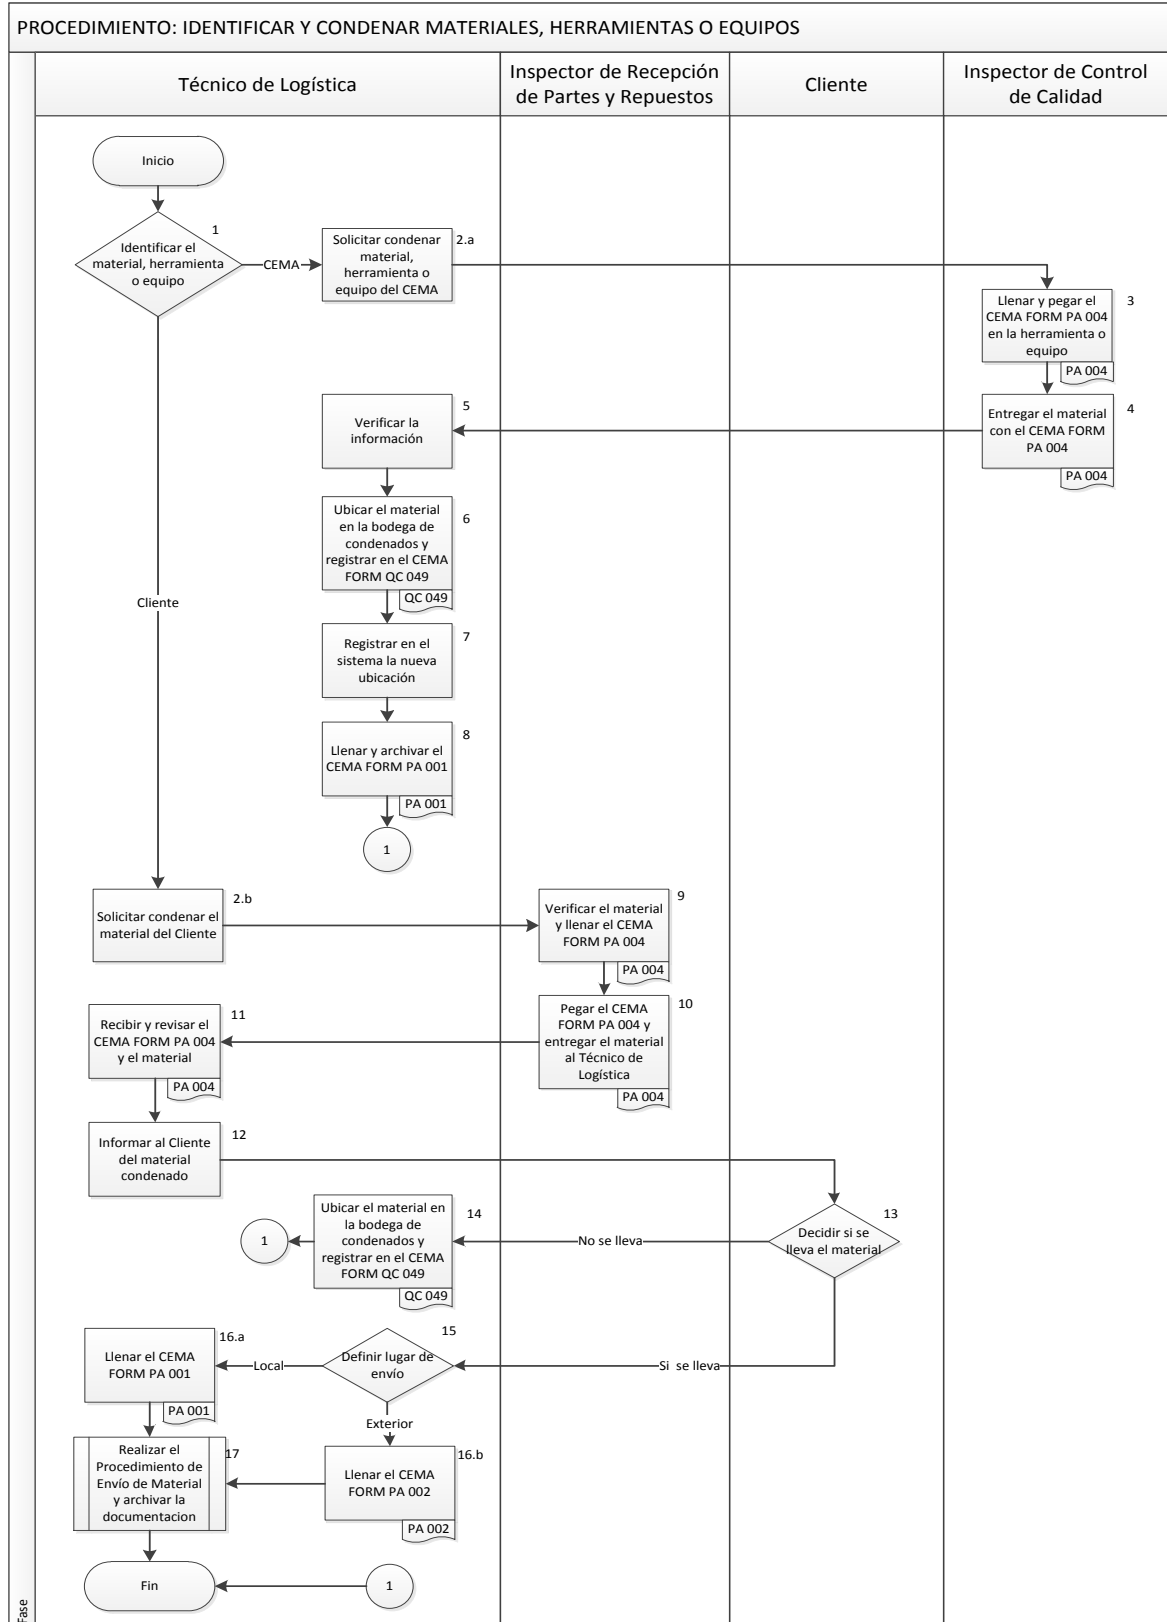 PROCEDIMIENTO: IDENTIFICAR Y CONDENAR MATERIALES, HERRAMIENTAS O EQUIPOS
Técnico de Logística
Inspector de Recepción
de Partes y Repuestos
Cliente
Inspector de Control
de Calidad
Inicio
1
Identificar el
material, herramienta
o equipo
CEMA
Solicitar condenar
material,
herramienta o
equipo del CEMA
2.a
Llenar y pegar el
CEMA FORM PA 004
en la herramienta o
equipo
3
PA 004
Entregar el material
con el CEMA FORM
PA 004
4
PA 004
Verificar la
información
5
Ubicar el material
en la bodega de
condenados y
registrar en el CEMA
FORM QC 049
6
QC 049
Cliente
Registrar en el
sistema la nueva
ubicación
7
Llenar y archivar el
CEMA FORM PA 001
8
PA 001
1
Solicitar condenar el
material del Cliente
2.b
Verificar el material
y llenar el CEMA
FORM PA 004
9
PA 004
Pegar el CEMA
FORM PA 004 y
entregar el material
al Técnico de
Logística
10
PA 004
Recibir y revisar el
CEMA FORM PA 004
y el material
11
PA 004
Informar al Cliente
del material
condenado
12
Decidir si se
lleva el material
13
No se lleva
Ubicar el material en
la bodega de
condenados y
registrar en el CEMA
FORM QC 049
14
QC 049
1
Si se lleva
Definir lugar de
envío
15
Local
Llenar el CEMA
FORM PA 001
16.a
PA 001
Exterior
Llenar el CEMA
FORM PA 002
16.b
PA 002
Realizar el
Procedimiento de
Envío de Material
y archivar la
documentacion
17
Fin
1
Fase